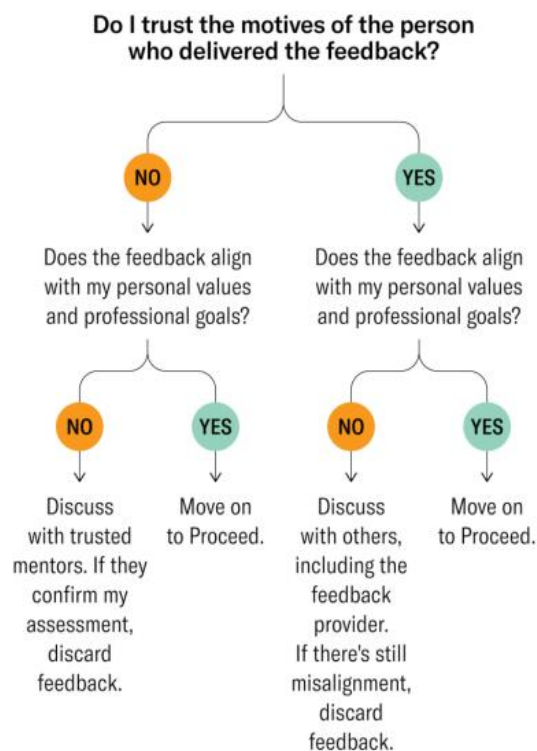 Do I trust the motives of the person
who delivered the feedback?
NO
YES
Does the feedback align
with my personal values
and professional goals?
Does the feedback align
with my personal values
and professional goals?
NO
YES
NO
YES
Discuss
with trusted
mentors. If they
confirm my
assessment,
discard
feedback.
Move on
to Proceed.
Discuss
with others,
including the
feedback
provider.
If there's still
misalignment,
discard
feedback.
Move on
to Proceed.